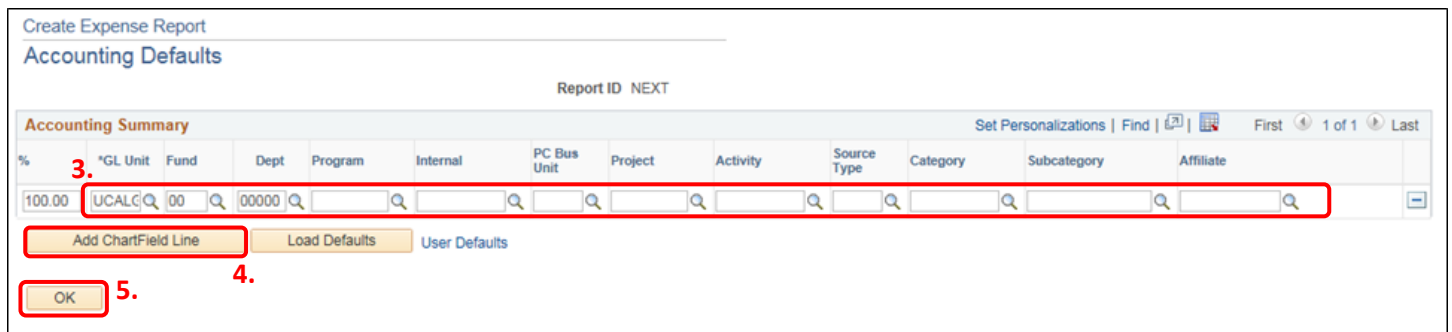 Create Expense Report
Accounting Defaults
Report ID NEXT
Accounting Summary Set Personalizations | Find | | First 1 of 1 Last
% *GL Unit Fund Dept Program Internal PC Bus Unit Project Activity Source Type Category Subcategory Affiliate
3.
100.00 UCALG 00 00000
Add ChartField Line Load Defaults User Defaults
4.
OK 5.